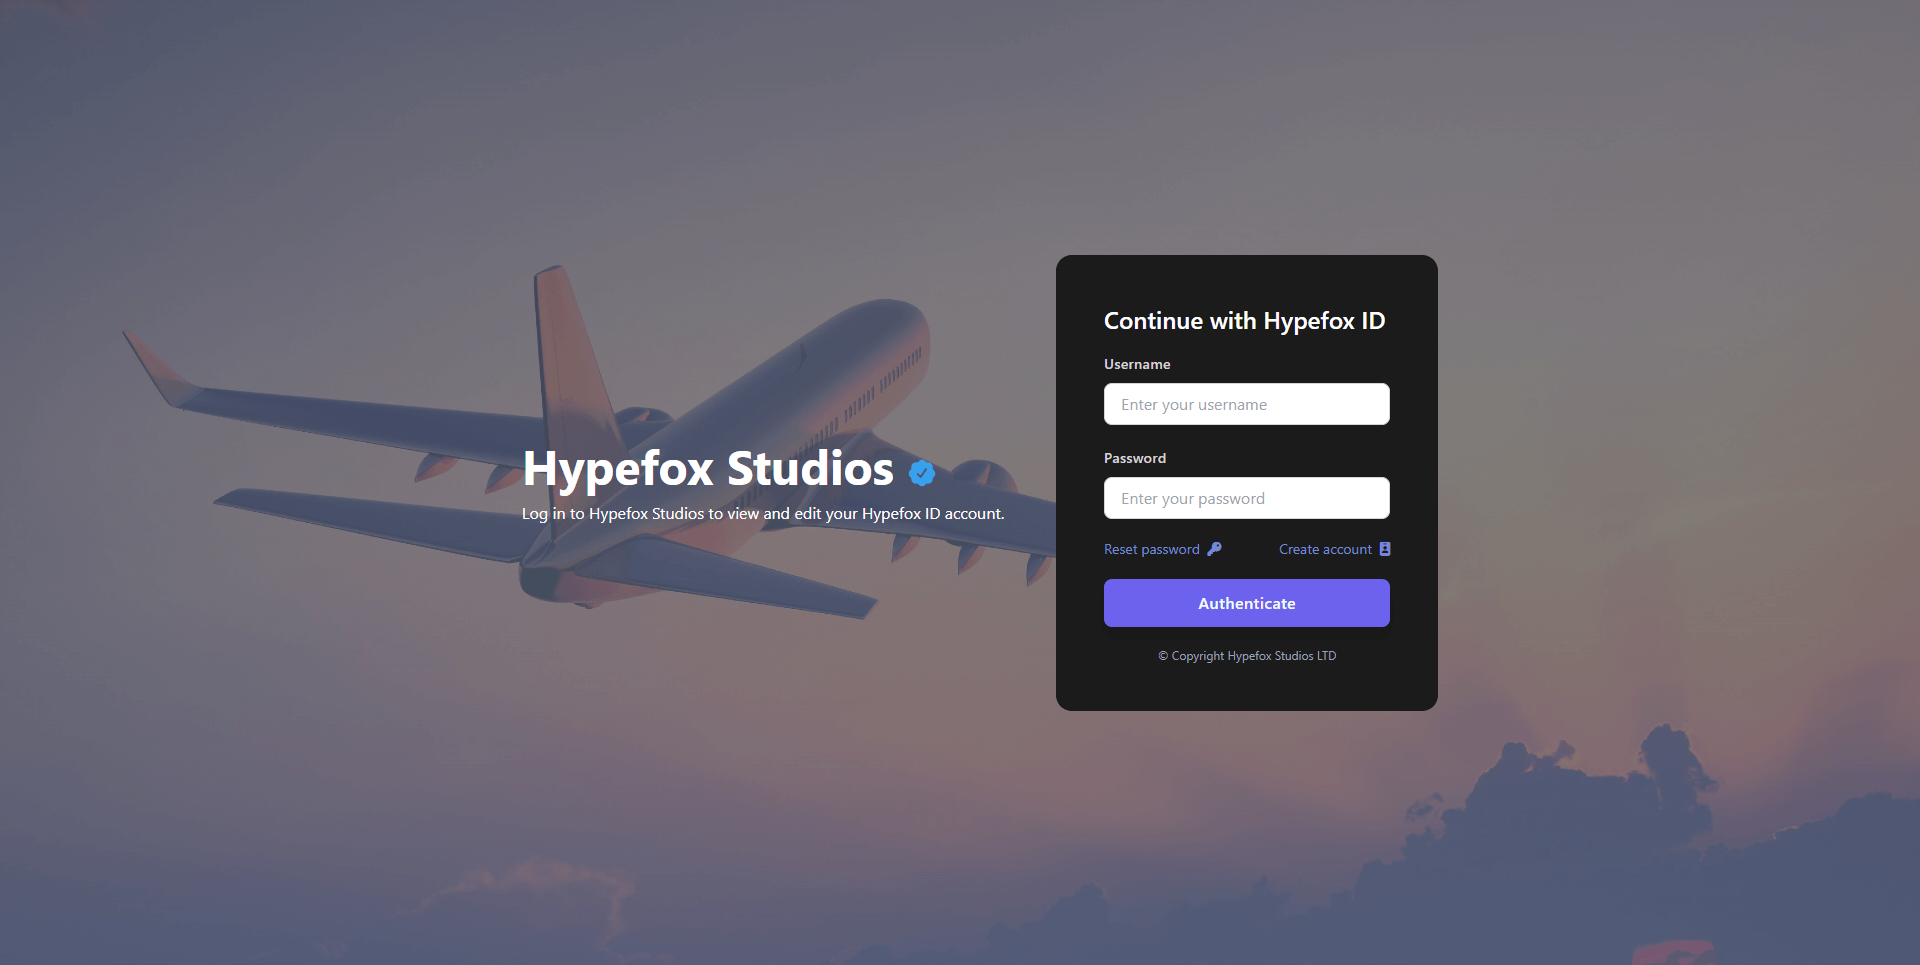 Hypefox Studios
Log in to Hypefox Studios to view and edit your Hypefox ID account.
Continue with Hypefox ID
Username
Enter your username
Password
Enter your password
Reset password
Create account
Authenticate
© Copyright Hypefox Studios LTD